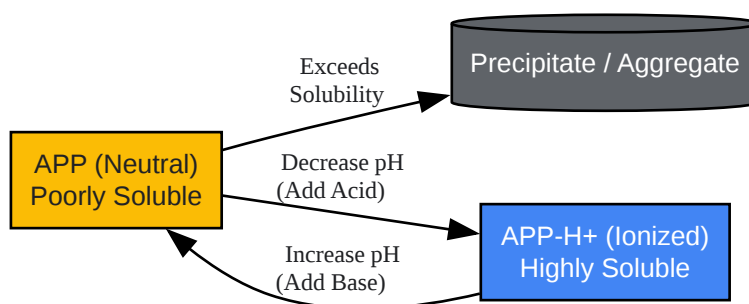 Exceeds
Solubility
Precipitate / Aggregate
APP (Neutral)
Poorly Soluble
Decrease pH
(Add Acid)
APP-H+ (Ionized)
Highly Soluble
Increase pH
(Add Base)